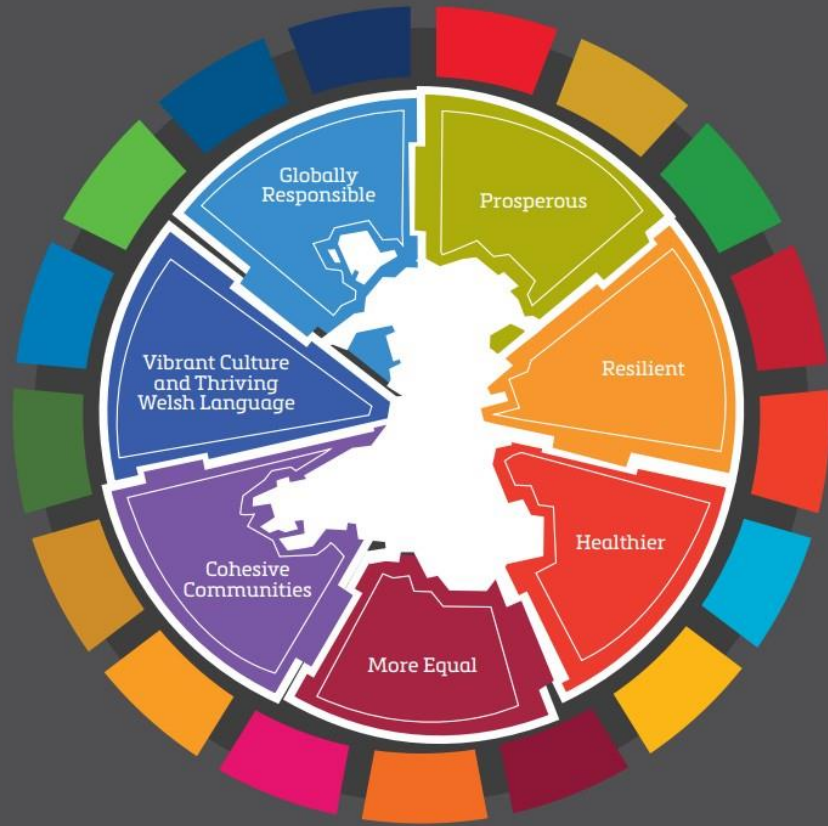 Globally
Responsible
Prosperous
Resilient
Healthier
More Equal
Cohesive
Communities
Vibrant Culture
and Thriving
Welsh Language